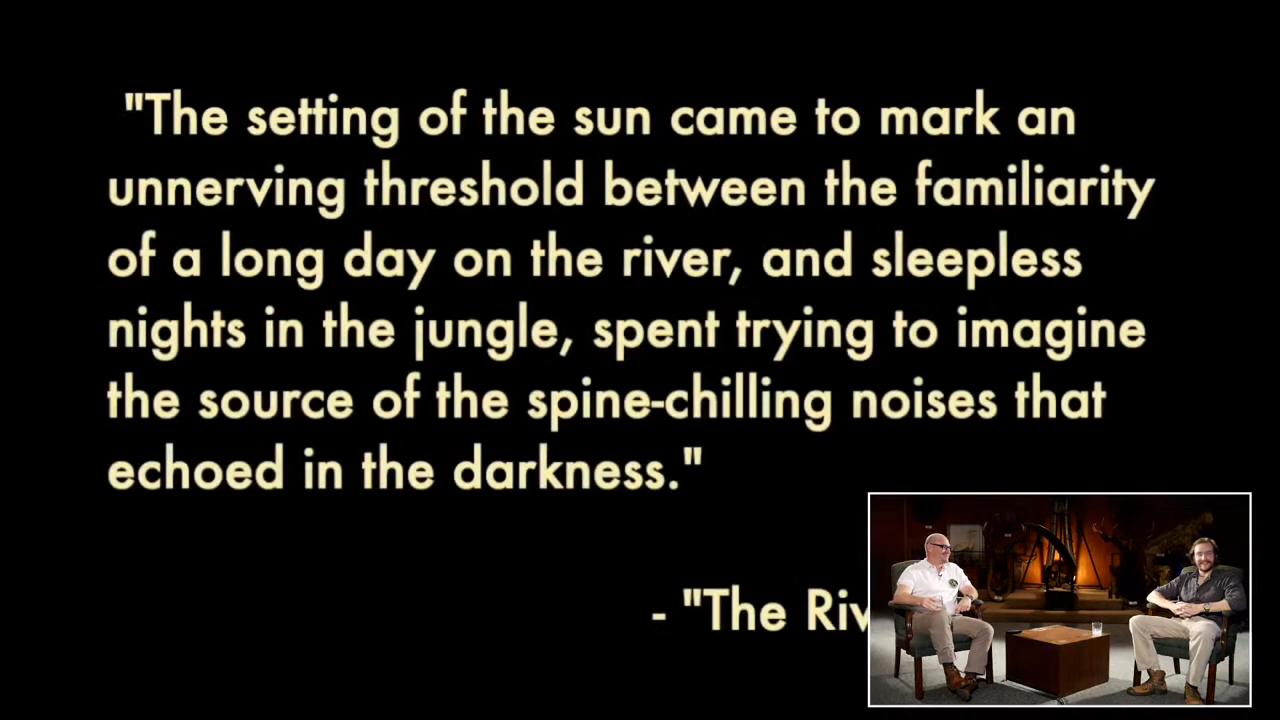 "The setting of the sun came to mark an
unnerving threshold between the familiarity
of a long day on the river, and sleepless
nights in the jungle, spent trying to imagine
the source of the spine-chilling noises that
echoed in the darkness."
- "The Riv